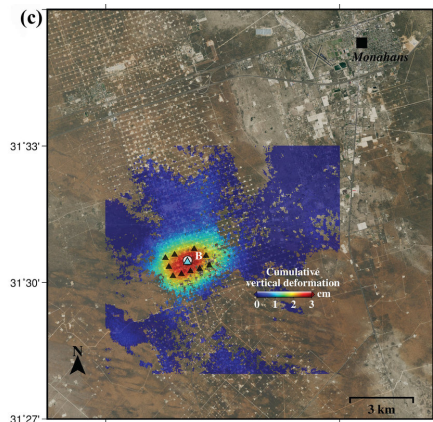 (c)
Monahans
31°33'
B
31°30'
Cumulative
vertical deformation
cm
0 1 2 3
N
3 km
31°27'